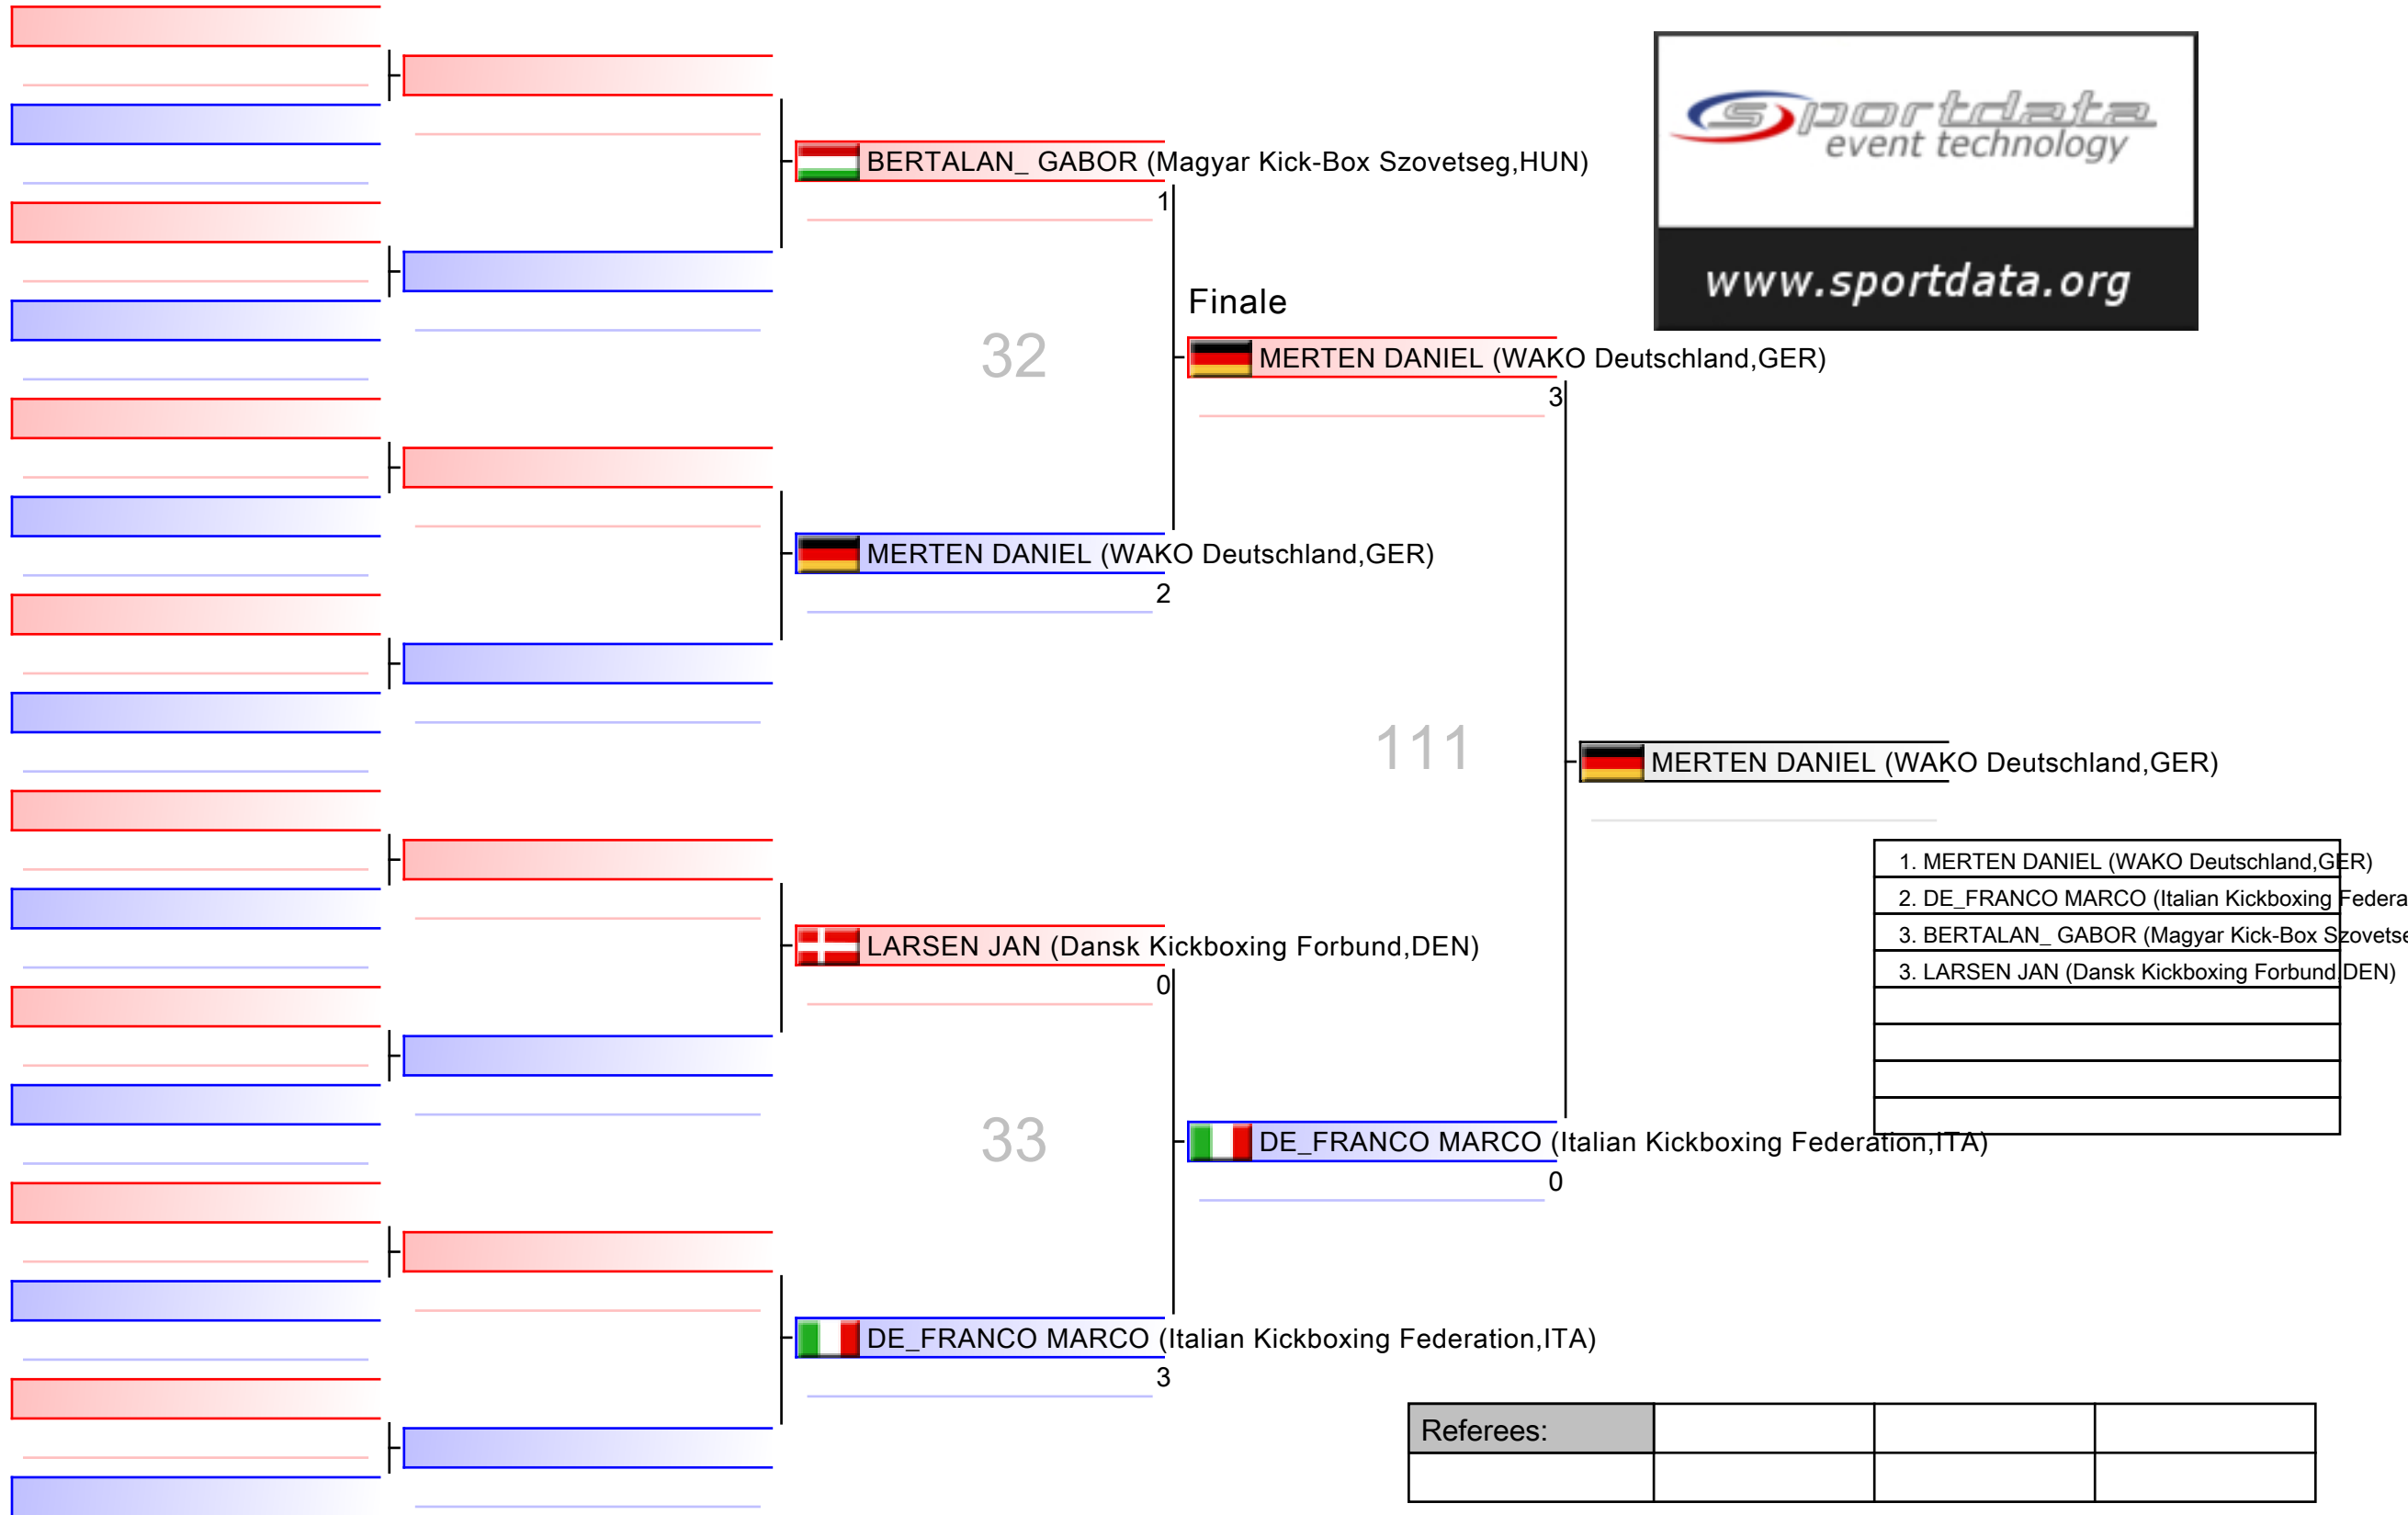 sportdata
event technology
www.sportdata.org
BERTALAN_ GABOR (Magyar Kick-Box Szovetseg,HUN)
1
Finale
32
MERTEN DANIEL (WAKO Deutschland,GER)
3
MERTEN DANIEL (WAKO Deutschland,GER)
2
111
MERTEN DANIEL (WAKO Deutschland,GER)
1. MERTEN DANIEL (WAKO Deutschland,GER)
2. DE_FRANCO MARCO (Italian Kickboxing Federa
3. BERTALAN_ GABOR (Magyar Kick-Box Szovetse
3. LARSEN JAN (Dansk Kickboxing Forbund,DEN)
LARSEN JAN (Dansk Kickboxing Forbund,DEN)
0
33
DE_FRANCO MARCO (Italian Kickboxing Federation,ITA)
0
DE_FRANCO MARCO (Italian Kickboxing Federation,ITA)
3
Referees: